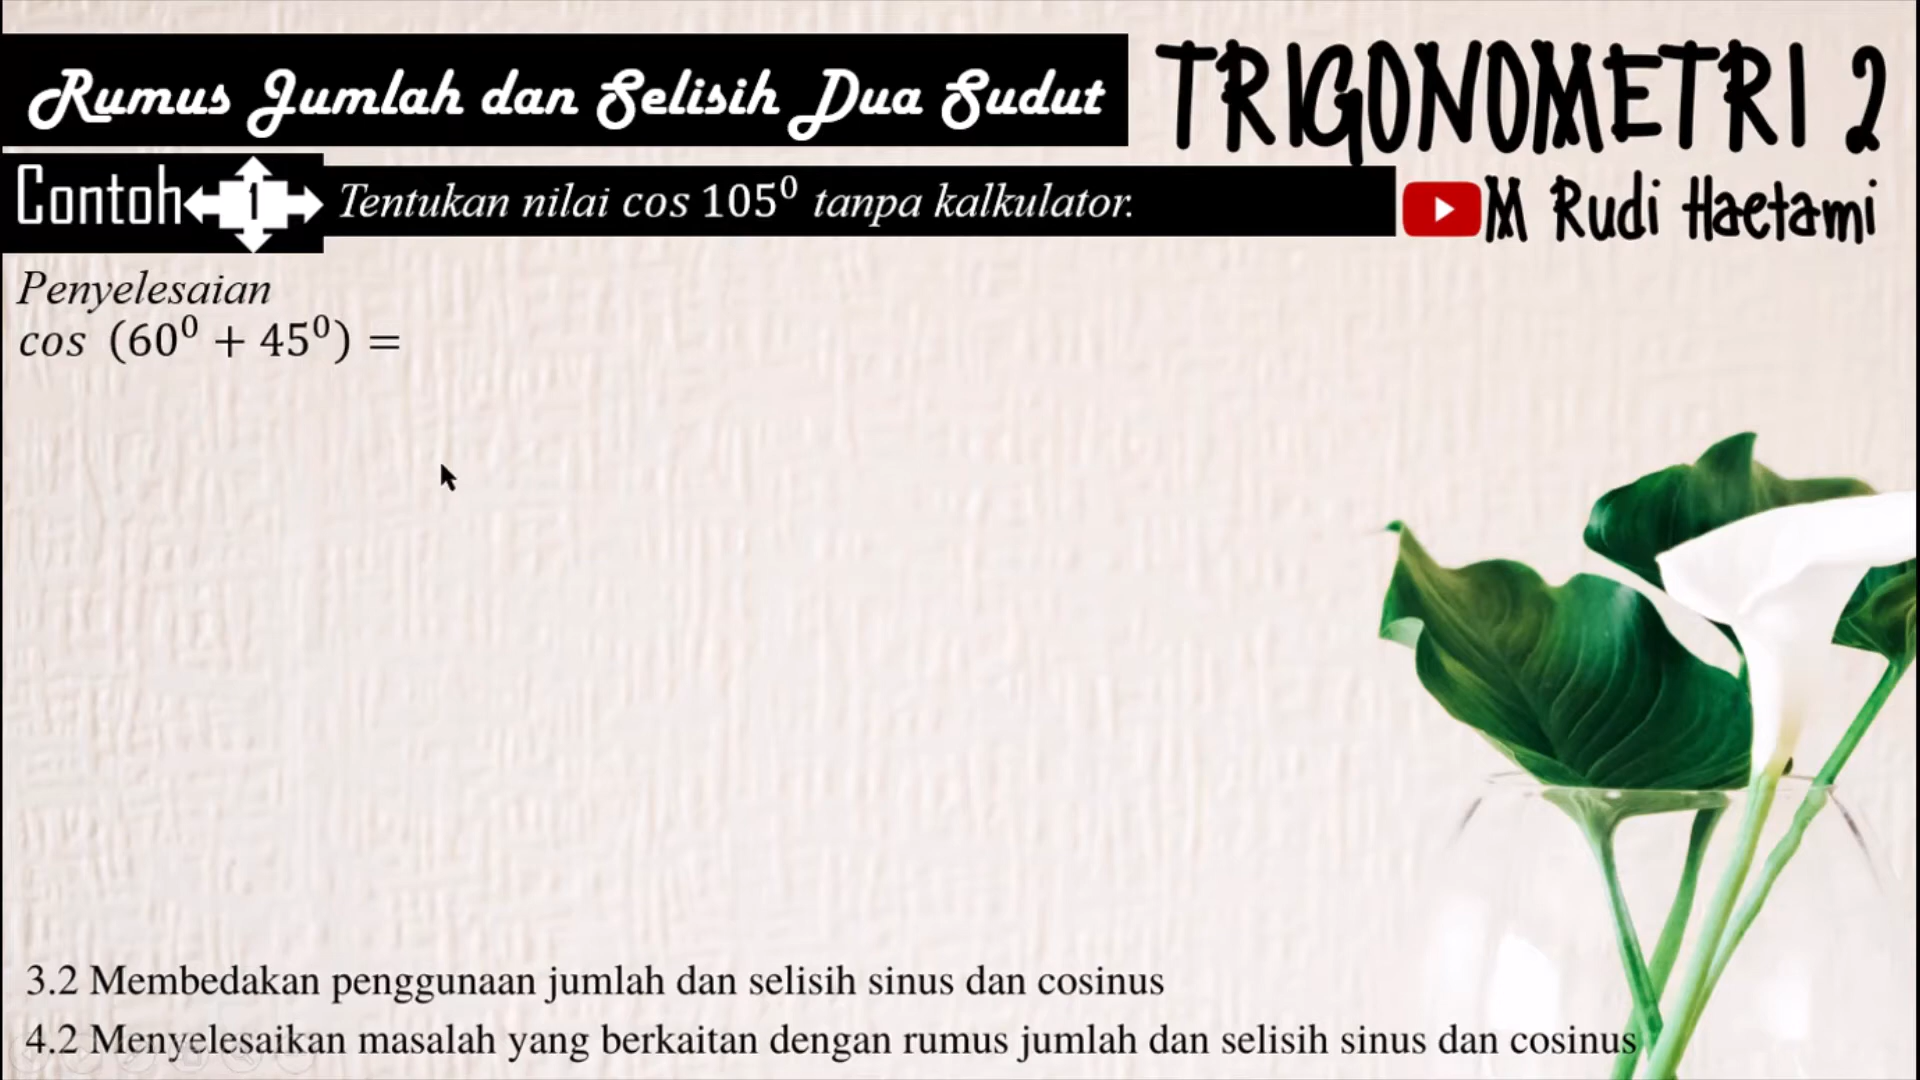 Rumus Jumlah dan Selisih Dua Sudut
TRIGONOMETRI 2
Contoh 1 Tentukan nilai cos 105⁰ tanpa kalkulator.
M Rudi Haetami
Penyelesaian
cos (60⁰ + 45⁰) =
3.2 Membedakan penggunaan jumlah dan selisih sinus dan cosinus
4.2 Menyelesaikan masalah yang berkaitan dengan rumus jumlah dan selisih sinus dan cosinus